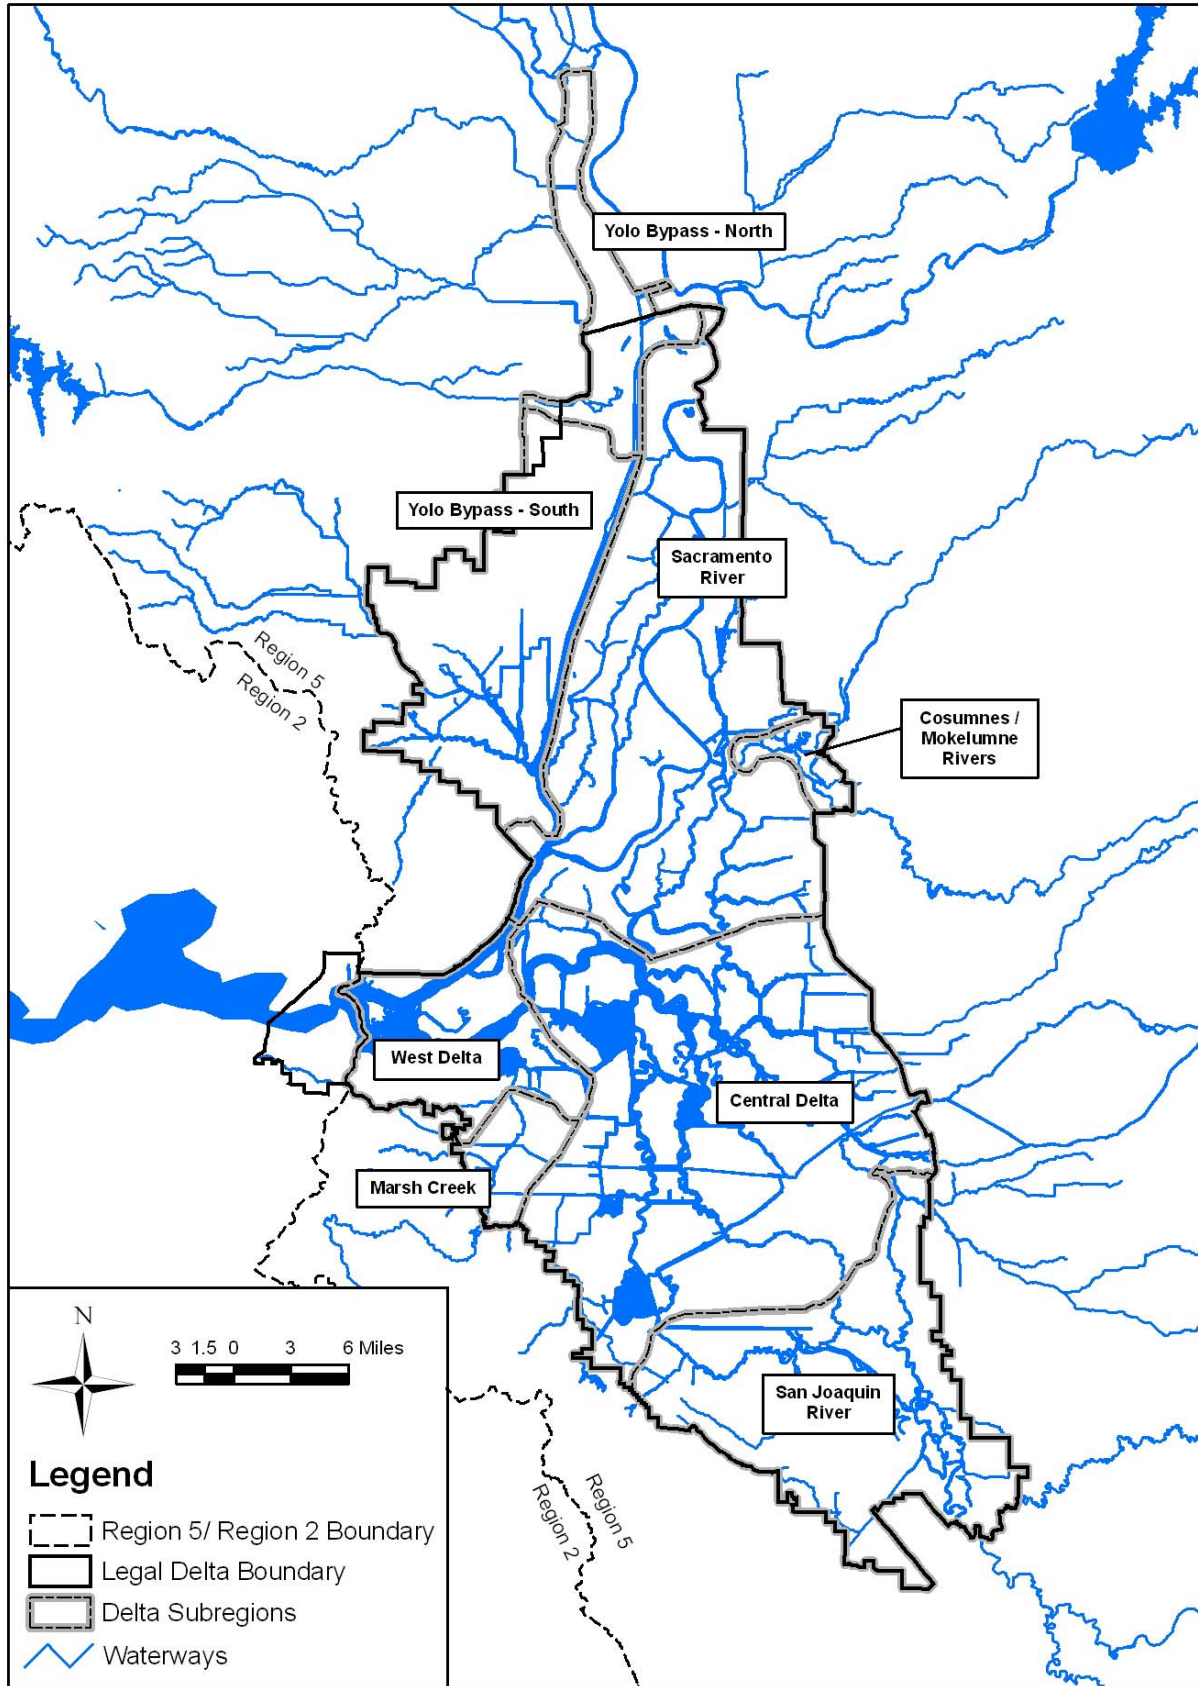 Yolo Bypass - North
Yolo Bypass - South
Sacramento
River
Region 5
Region 2
Cosumnes /
Mokelumne
Rivers
West Delta
Central Delta
Marsh Creek
San Joaquin
River
Region 5
Region 2
N
3 1.5 0 3 6 Miles
Legend
Region 5/ Region 2 Boundary
Legal Delta Boundary
Delta Subregions
Waterways